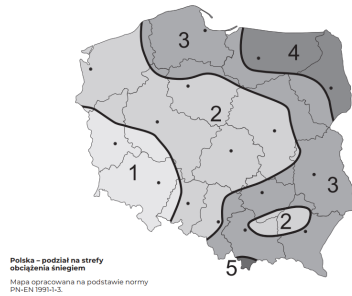 3
4
2
1
3
2
5
Polska – podział na strefy
obciążenia śniegiem
Mapa opracowana na podstawie normy
PN-EN 1991-1-3.